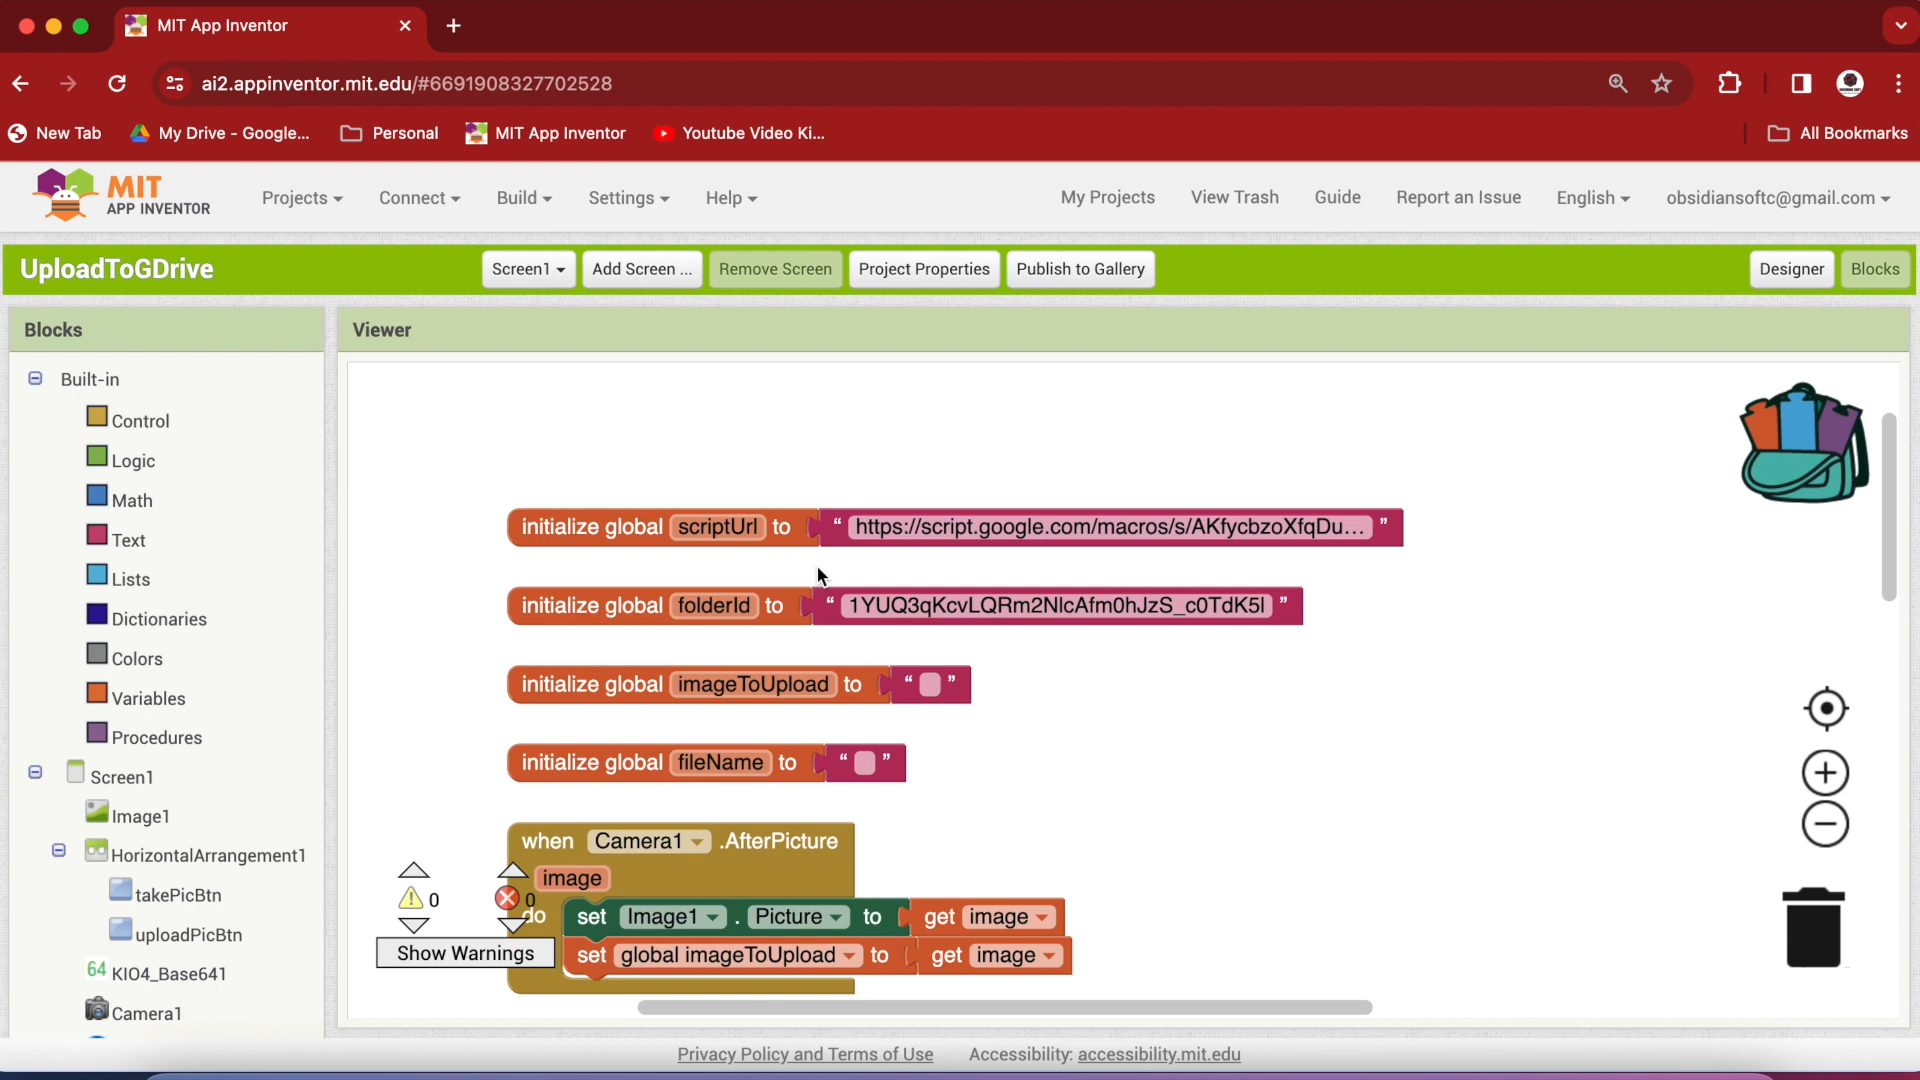 MIT App Inventor
ai2.appinventor.mit.edu/#6691908327702528
New Tab My Drive - Google... Personal MIT App Inventor Youtube Video Ki... All Bookmarks
MIT
APP INVENTOR
Projects Connect Build Settings Help My Projects View Trash Guide Report an Issue English obsidiansoftc@gmail.com
UploadToGDrive Screen1 Add Screen ... Remove Screen Project Properties Publish to Gallery Designer Blocks
Blocks
Viewer
Built-in
Control
Logic
Math
Text
Lists
Dictionaries
Colors
Variables
Procedures
Screen1
Image1
HorizontalArrangement1
takePicBtn
uploadPicBtn
64 KIO4_Base641
Camera1
initialize global scriptUrl to “ https://script.google.com/macros/s/AKfycbzoXfqDu... ”
initialize global folderId to “ 1YUQ3qKcvLQRm2NlcAfm0hJzS_c0TdK5l ”
initialize global imageToUpload to “ ”
initialize global fileName to “ ”
when Camera1 .AfterPicture
image
do set Image1 . Picture to get image
set global imageToUpload to get image
0 0
Show Warnings
Privacy Policy and Terms of Use Accessibility: accessibility.mit.edu